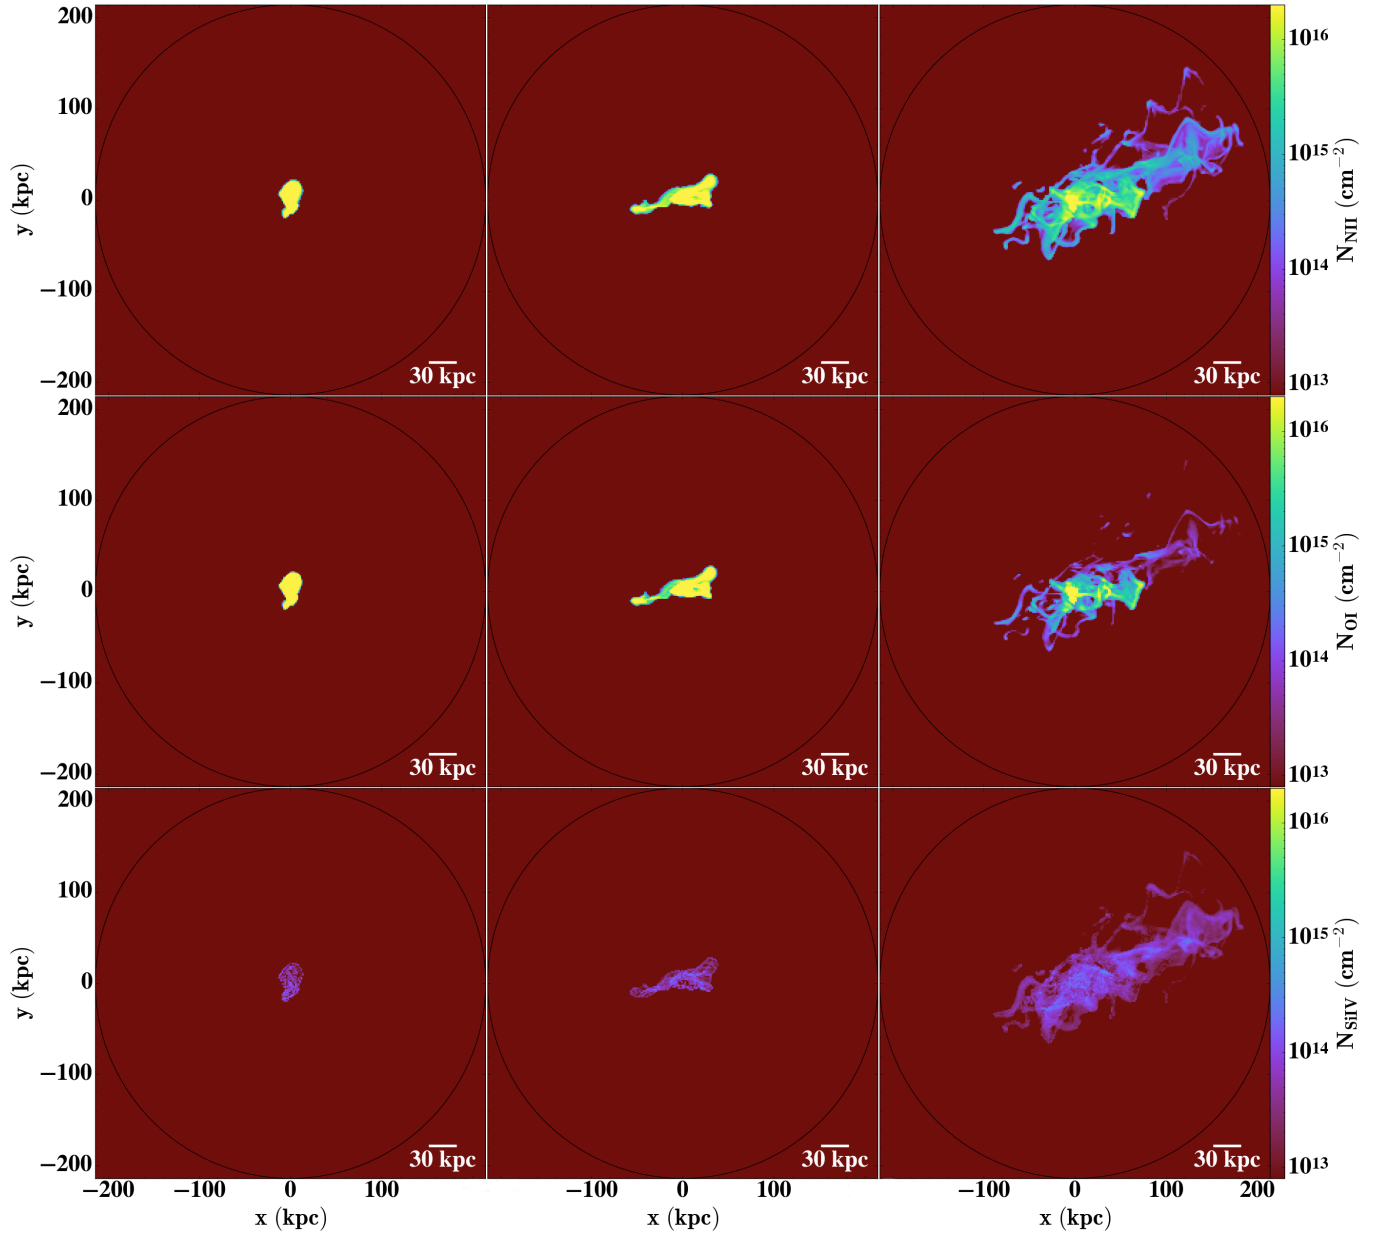 200
100
0
−100
−200
y (kpc)
30 kpc
30 kpc
30 kpc
10^16
10^15
10^14
10^13
N_NII (cm^−2)
200
100
0
−100
−200
y (kpc)
30 kpc
30 kpc
30 kpc
10^16
10^15
10^14
10^13
N_OI (cm^−2)
200
100
0
−100
−200
y (kpc)
30 kpc
30 kpc
30 kpc
10^16
10^15
10^14
10^13
N_SiIV (cm^−2)
−200 −100 0 100
−100 0 100
−100 0 100 200
x (kpc)
x (kpc)
x (kpc)